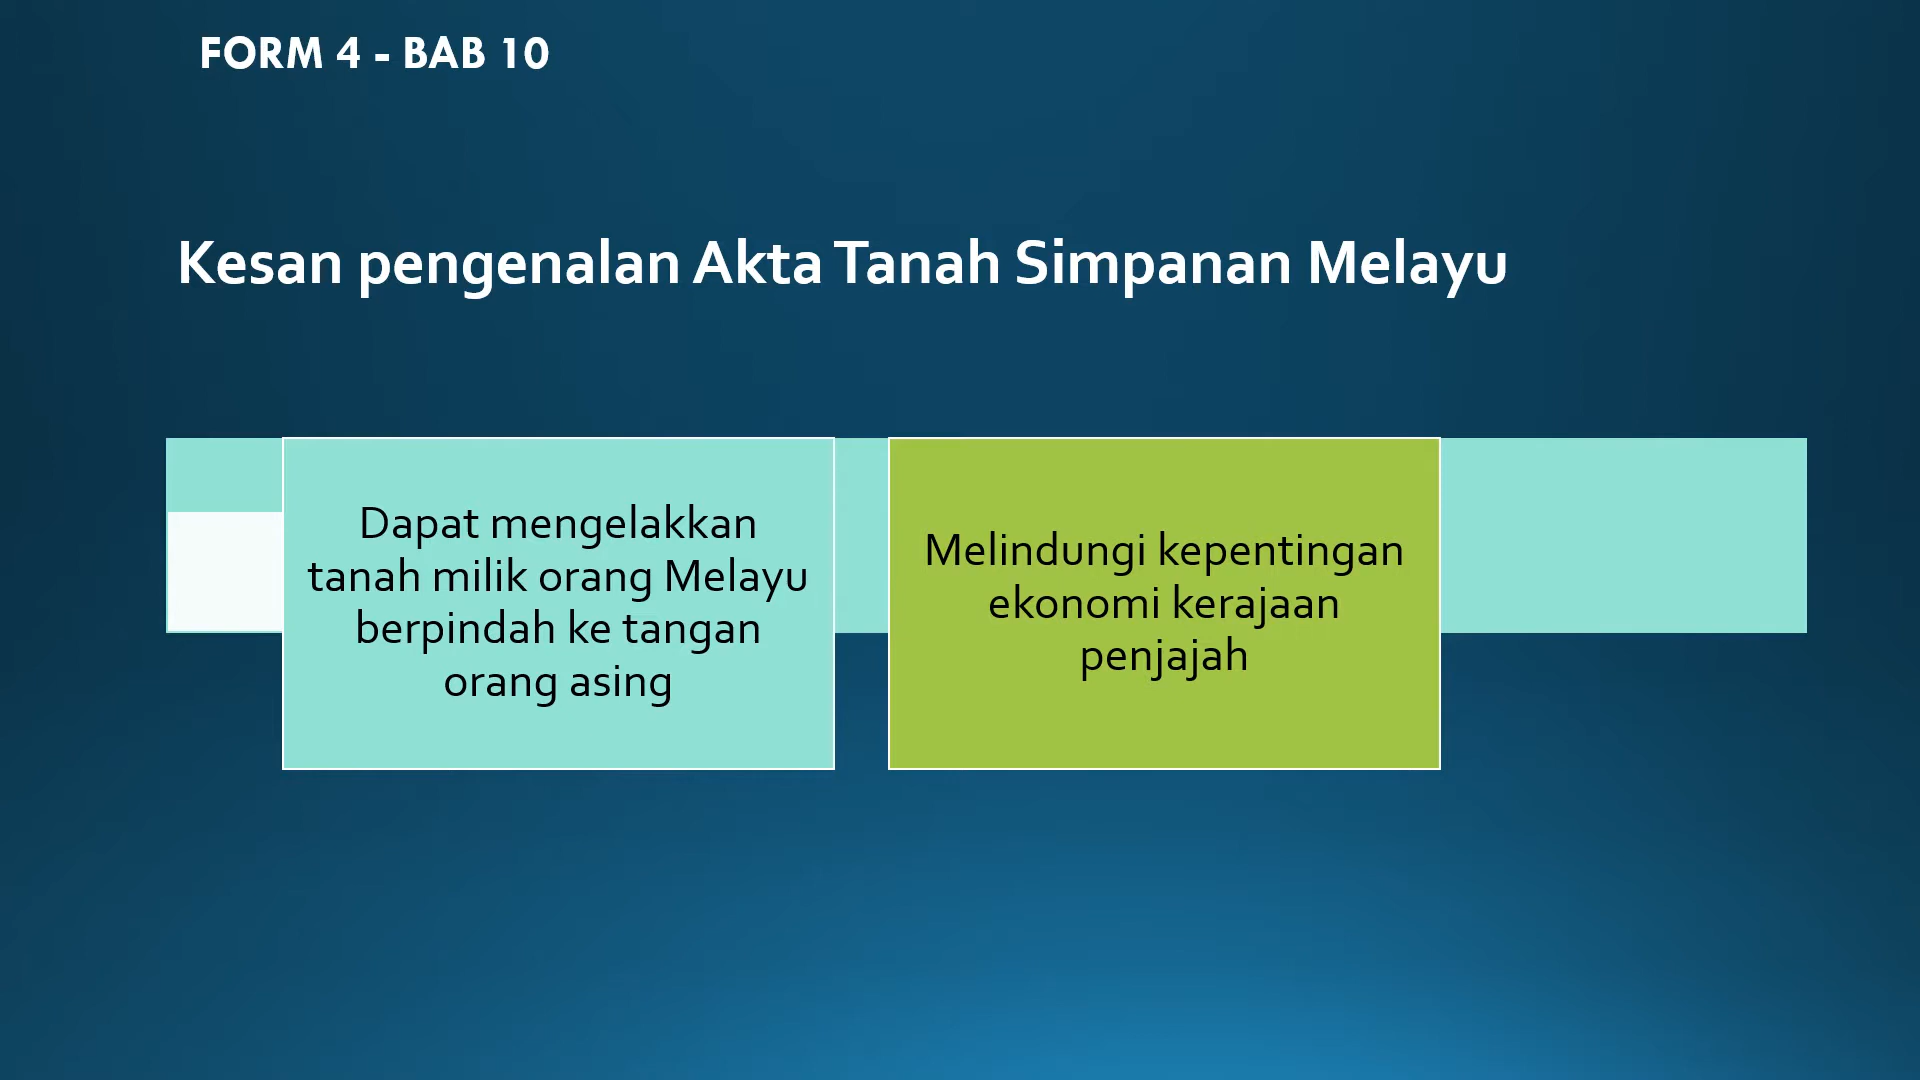 FORM 4 - BAB 10
Kesan pengenalan Akta Tanah Simpanan Melayu
Dapat mengelakkan
tanah milik orang Melayu
berpindah ke tangan
orang asing
Melindungi kepentingan
ekonomi kerajaan
penjajah